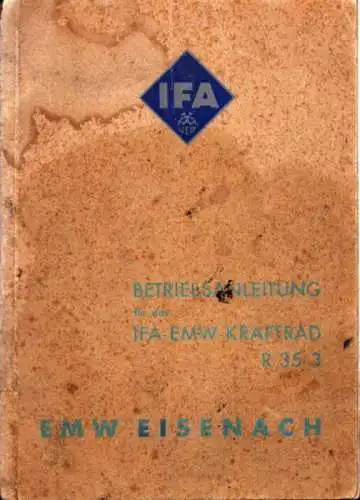 IFA
VEB
BETRIEBSANLEITUNG
für das
IFA-EMW-KRAFTRAD
R 35-3
EMW EISENACH